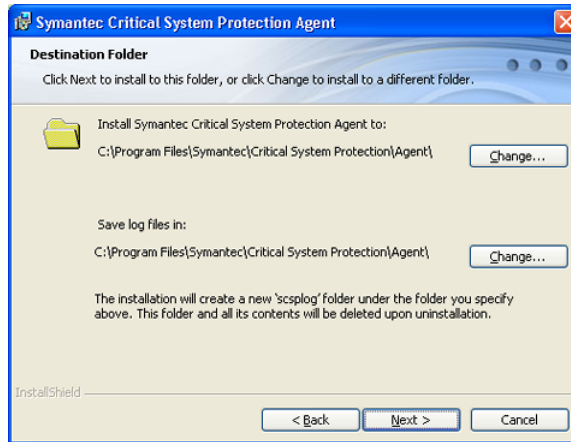 Symantec Critical System Protection Agent
Destination Folder
Click Next to install to this folder, or click Change to install to a different folder.
Install Symantec Critical System Protection Agent to:
C:\Program Files\Symantec\Critical System Protection\Agent\
Change...
Save log files in:
C:\Program Files\Symantec\Critical System Protection\Agent\
Change...
The installation will create a new 'scsplog' folder under the folder you specify
above. This folder and all its contents will be deleted upon uninstallation.
InstallShield
< Back
Next >
Cancel